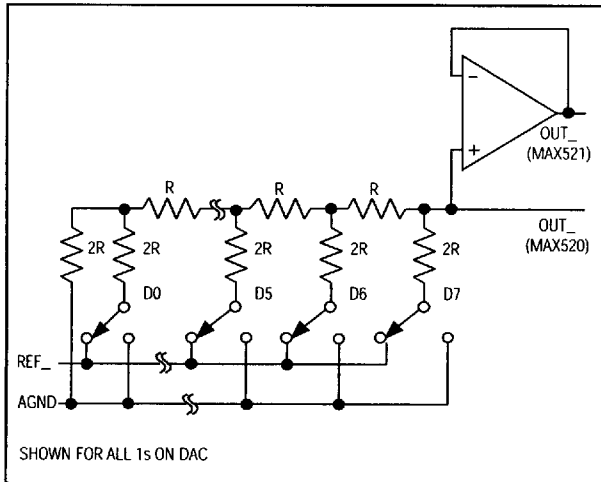 − 
+
OUT_
(MAX521)
OUT_
(MAX520)
R R R
2R 2R 2R 2R 2R
D0 D5 D6 D7
REF_
AGND
SHOWN FOR ALL 1s ON DAC